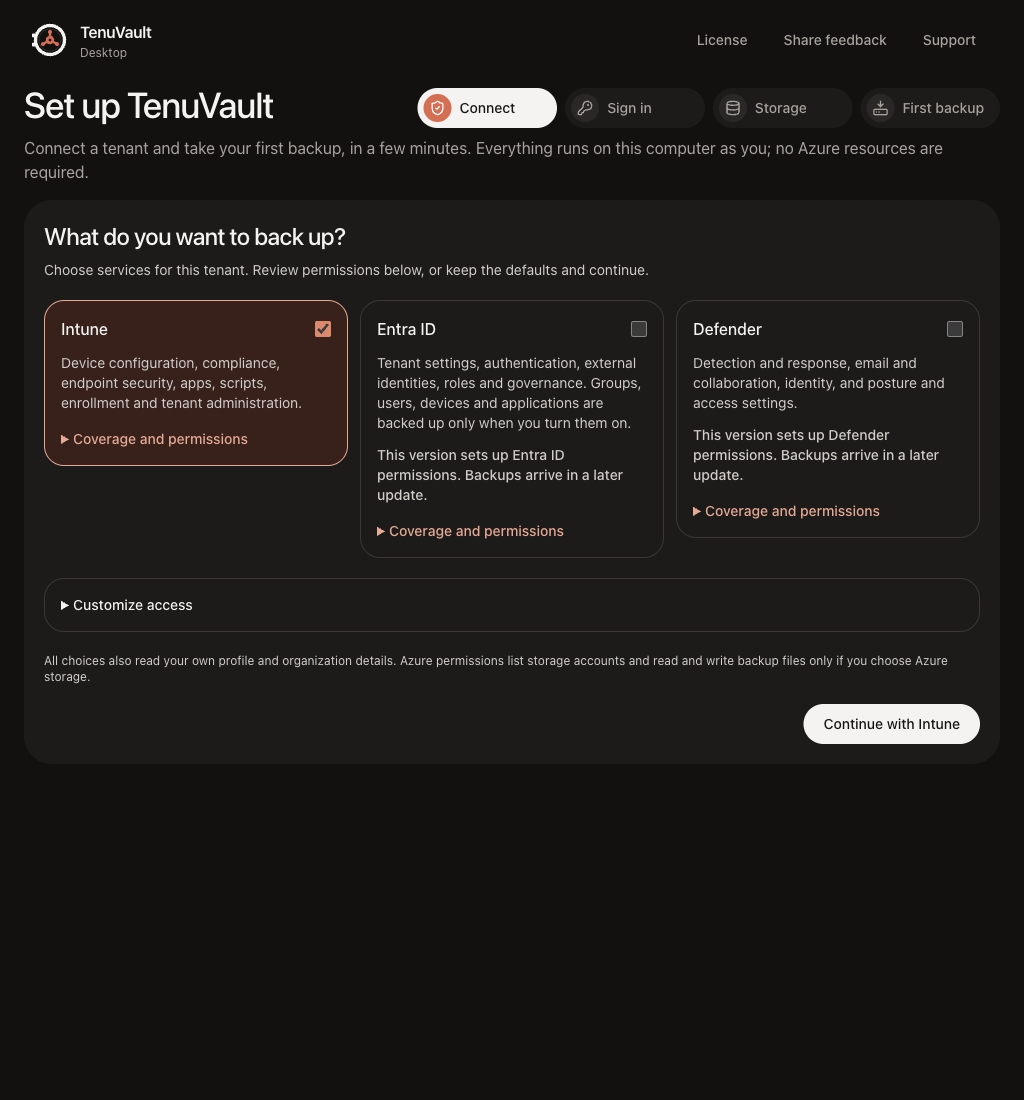 TenuVault
Desktop
License
Share feedback
Support
Set up TenuVault
Connect
Sign in
Storage
First backup
Connect a tenant and take your first backup, in a few minutes. Everything runs on this computer as you; no Azure resources are
required.
What do you want to back up?
Choose services for this tenant. Review permissions below, or keep the defaults and continue.
Intune
Device configuration, compliance,
endpoint security, apps, scripts,
enrollment and tenant administration.
Coverage and permissions
Entra ID
Tenant settings, authentication, external
identities, roles and governance. Groups,
users, devices and applications are
backed up only when you turn them on.
This version sets up Entra ID
permissions. Backups arrive in a later
update.
Coverage and permissions
Defender
Detection and response, email and
collaboration, identity, and posture and
access settings.
This version sets up Defender
permissions. Backups arrive in a later
update.
Coverage and permissions
Customize access
All choices also read your own profile and organization details. Azure permissions list storage accounts and read and write backup files only if you choose Azure
storage.
Continue with Intune